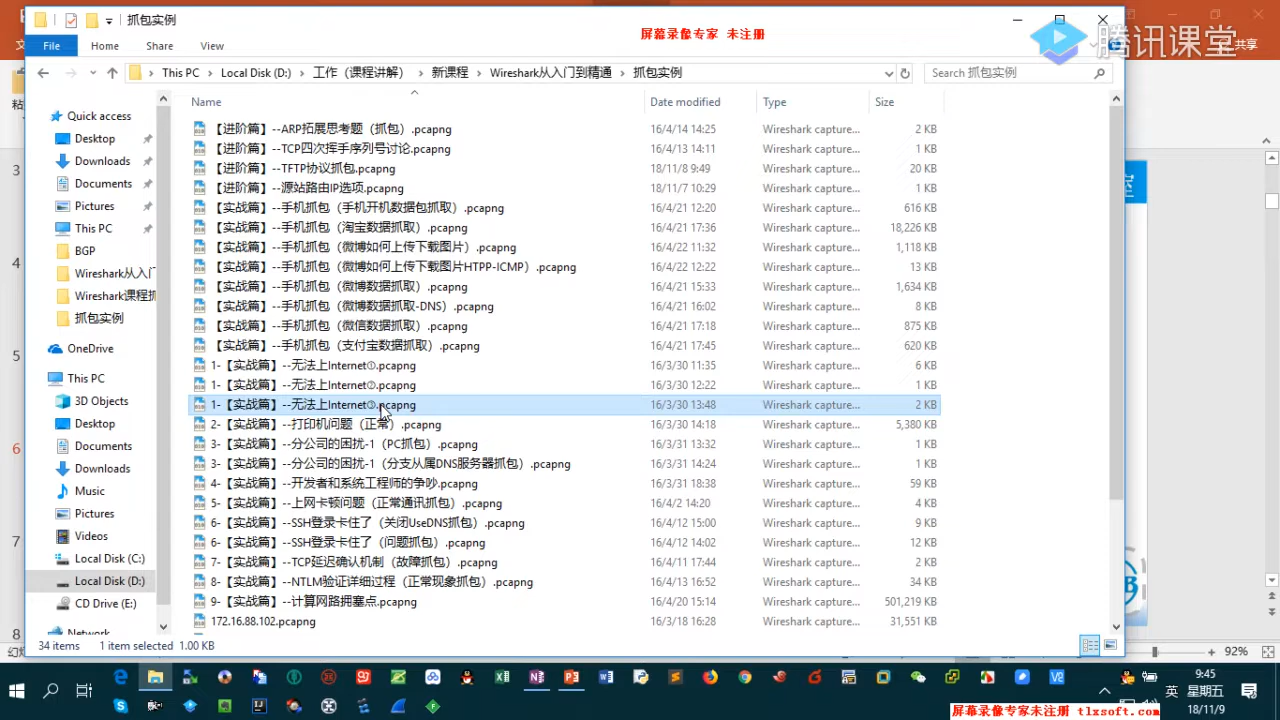 抓包实例
屏幕录像专家 未注册
腾讯课堂
共享
File Home Share View
This PC › Local Disk (D:) › 工作（课程讲解） › 新课程 › Wireshark从入门到精通 › 抓包实例
Search 抓包实例
Name Date modified Type Size
Quick access
Desktop
Downloads
Documents
Pictures
This PC
BGP
Wireshark从入门
Wireshark课程抓
抓包实例
OneDrive
This PC
3D Objects
Desktop
Documents
Downloads
Music
Pictures
Videos
Local Disk (C:)
Local Disk (D:)
CD Drive (E:)
Network
【进阶篇】--ARP拓展思考题（抓包）.pcapng 16/4/14 14:25 Wireshark capture... 2 KB
【进阶篇】--TCP四次挥手序列号讨论.pcapng 16/4/13 14:11 Wireshark capture... 1 KB
【进阶篇】--TFTP协议抓包.pcapng 18/11/8 9:49 Wireshark capture... 20 KB
【进阶篇】--源站路由IP选项.pcapng 18/11/7 10:29 Wireshark capture... 1 KB
【实战篇】--手机抓包（手机开机数据包抓取）.pcapng 16/4/21 12:20 Wireshark capture... 616 KB
【实战篇】--手机抓包（淘宝数据抓取）.pcapng 16/4/21 17:36 Wireshark capture... 18,226 KB
【实战篇】--手机抓包（微博如何上传下载图片）.pcapng 16/4/22 11:32 Wireshark capture... 1,118 KB
【实战篇】--手机抓包（微博如何上传下载图片HTPP-ICMP）.pcapng 16/4/22 12:22 Wireshark capture... 13 KB
【实战篇】--手机抓包（微博数据抓取）.pcapng 16/4/21 15:33 Wireshark capture... 1,634 KB
【实战篇】--手机抓包（微博数据抓取-DNS）.pcapng 16/4/21 16:02 Wireshark capture... 8 KB
【实战篇】--手机抓包（微信数据抓取）.pcapng 16/4/21 17:18 Wireshark capture... 875 KB
【实战篇】--手机抓包（支付宝数据抓取）.pcapng 16/4/21 17:45 Wireshark capture... 620 KB
1-【实战篇】--无法上Internet①.pcapng 16/3/30 11:35 Wireshark capture... 6 KB
1-【实战篇】--无法上Internet②.pcapng 16/3/30 12:22 Wireshark capture... 1 KB
1-【实战篇】--无法上Internet③.pcapng 16/3/30 13:48 Wireshark capture... 2 KB
2-【实战篇】--打印机问题（正常）.pcapng 16/3/30 14:18 Wireshark capture... 5,380 KB
3-【实战篇】--分公司的困扰-1（PC抓包）.pcapng 16/3/31 13:32 Wireshark capture... 1 KB
3-【实战篇】--分公司的困扰-1（分支从属DNS服务器抓包）.pcapng 16/3/31 14:24 Wireshark capture... 1 KB
4-【实战篇】--开发者和系统工程师的争吵.pcapng 16/3/31 18:38 Wireshark capture... 59 KB
5-【实战篇】--上网卡顿问题（正常通讯抓包）.pcapng 16/4/2 14:20 Wireshark capture... 4 KB
6-【实战篇】--SSH登录卡住了（关闭UseDNS抓包）.pcapng 16/4/12 15:00 Wireshark capture... 9 KB
6-【实战篇】--SSH登录卡住了（问题抓包）.pcapng 16/4/12 14:02 Wireshark capture... 12 KB
7-【实战篇】--TCP延迟确认机制（故障抓包）.pcapng 16/4/11 17:44 Wireshark capture... 2 KB
8-【实战篇】--NTLM验证详细过程（正常现象抓包）.pcapng 16/4/13 16:52 Wireshark capture... 34 KB
9-【实战篇】--计算网路拥塞点.pcapng 16/4/20 15:14 Wireshark capture... 501,219 KB
172.16.88.102.pcapng 16/3/18 16:28 Wireshark capture... 31,551 KB
34 items 1 item selected 1.00 KB
3
4
5
6
7
8
92%
英
9:45
星期五
18/11/9
屏幕录像专家未注册 tlxsoft.com